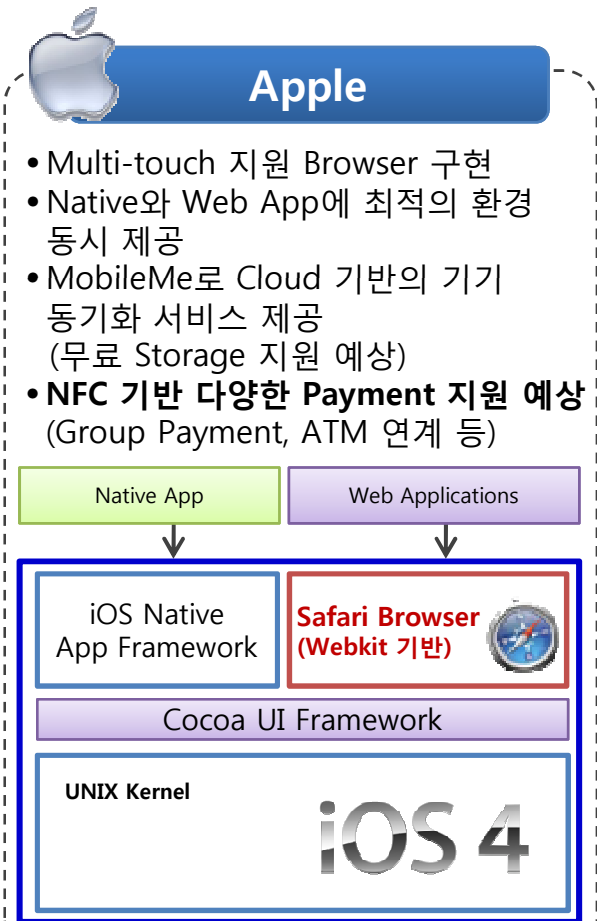 Apple
• Multi-touch 지원 Browser 구현
• Native와 Web App에 최적의 환경
동시 제공
• MobileMe로 Cloud 기반의 기기
동기화 서비스 제공
(무료 Storage 지원 예상)
• NFC 기반 다양한 Payment 지원 예상
(Group Payment, ATM 연계 등)
Native App
Web Applications
iOS Native
App Framework
Safari Browser
(Webkit 기반)
Cocoa UI Framework
UNIX Kernel
iOS 4